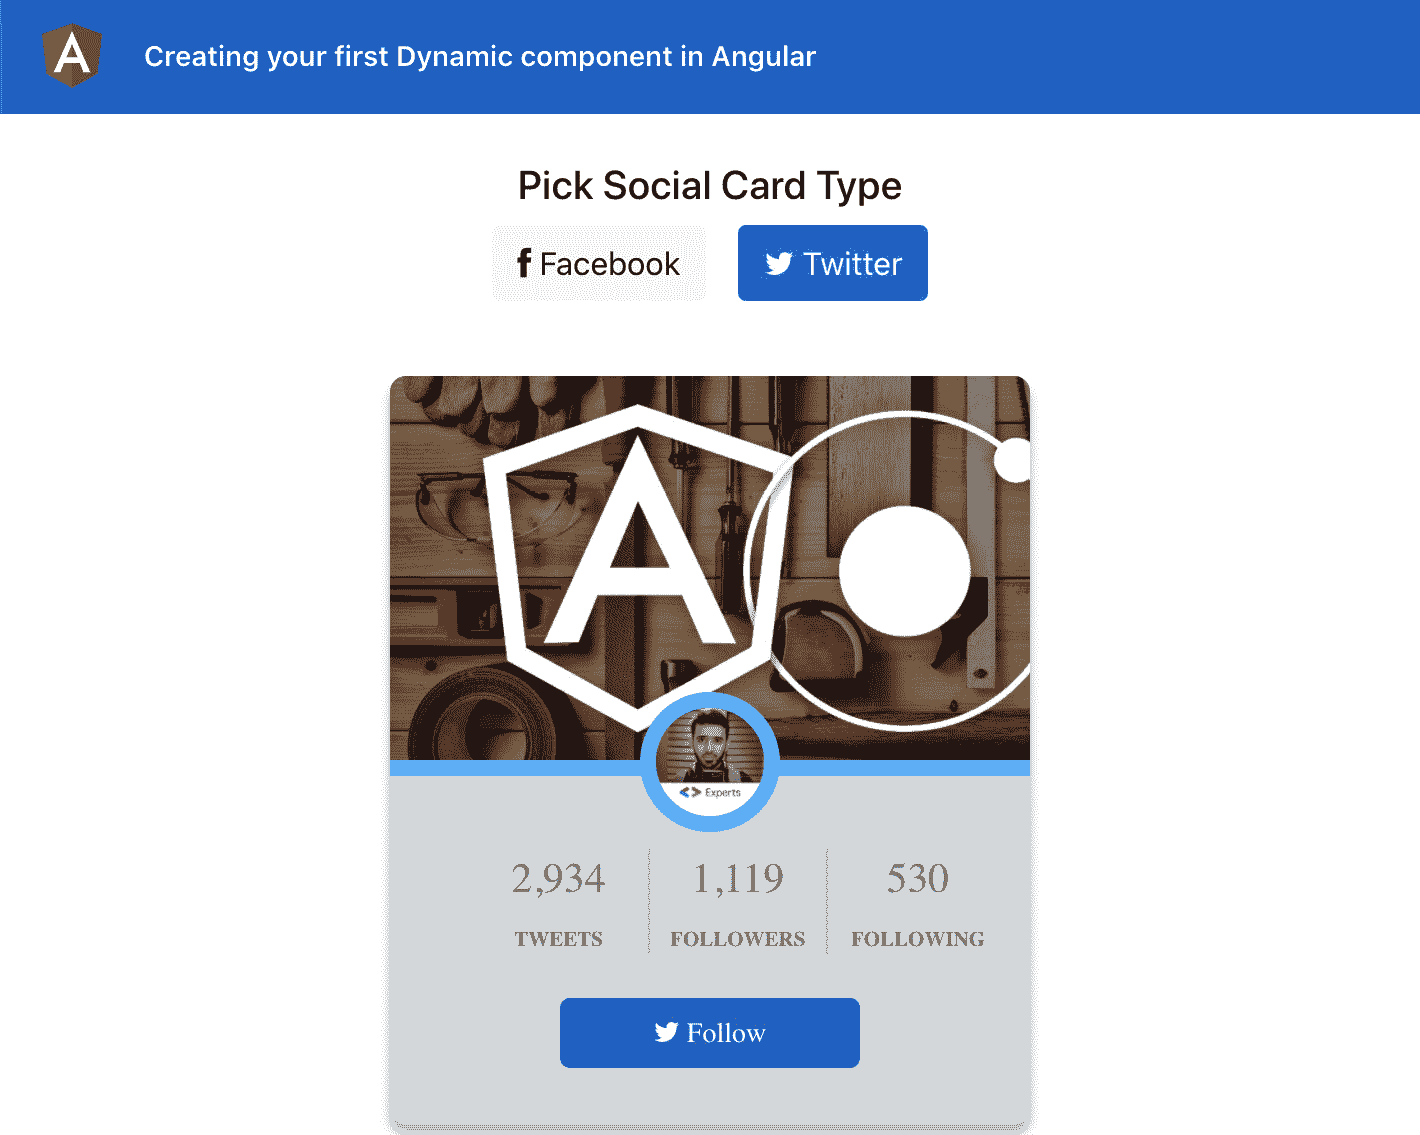 Creating your first Dynamic component in Angular
Pick Social Card Type
Facebook Twitter
Experts
2,934 1,119 530
TWEETS FOLLOWERS FOLLOWING
Follow